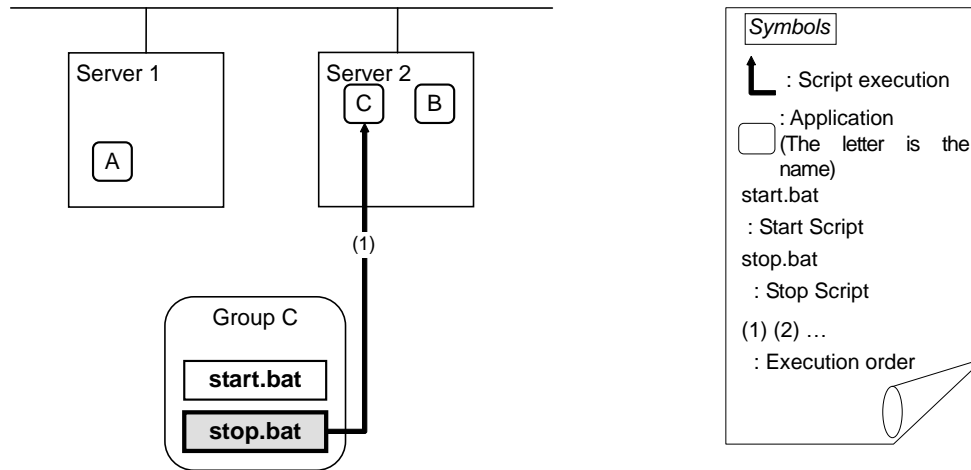 Server 1
A
Server 2
C
B
(1)
Group C
start.bat
stop.bat
Symbols
: Script execution
: Application
(The letter is the
name)
start.bat
: Start Script
stop.bat
: Stop Script
(1) (2) …
: Execution order